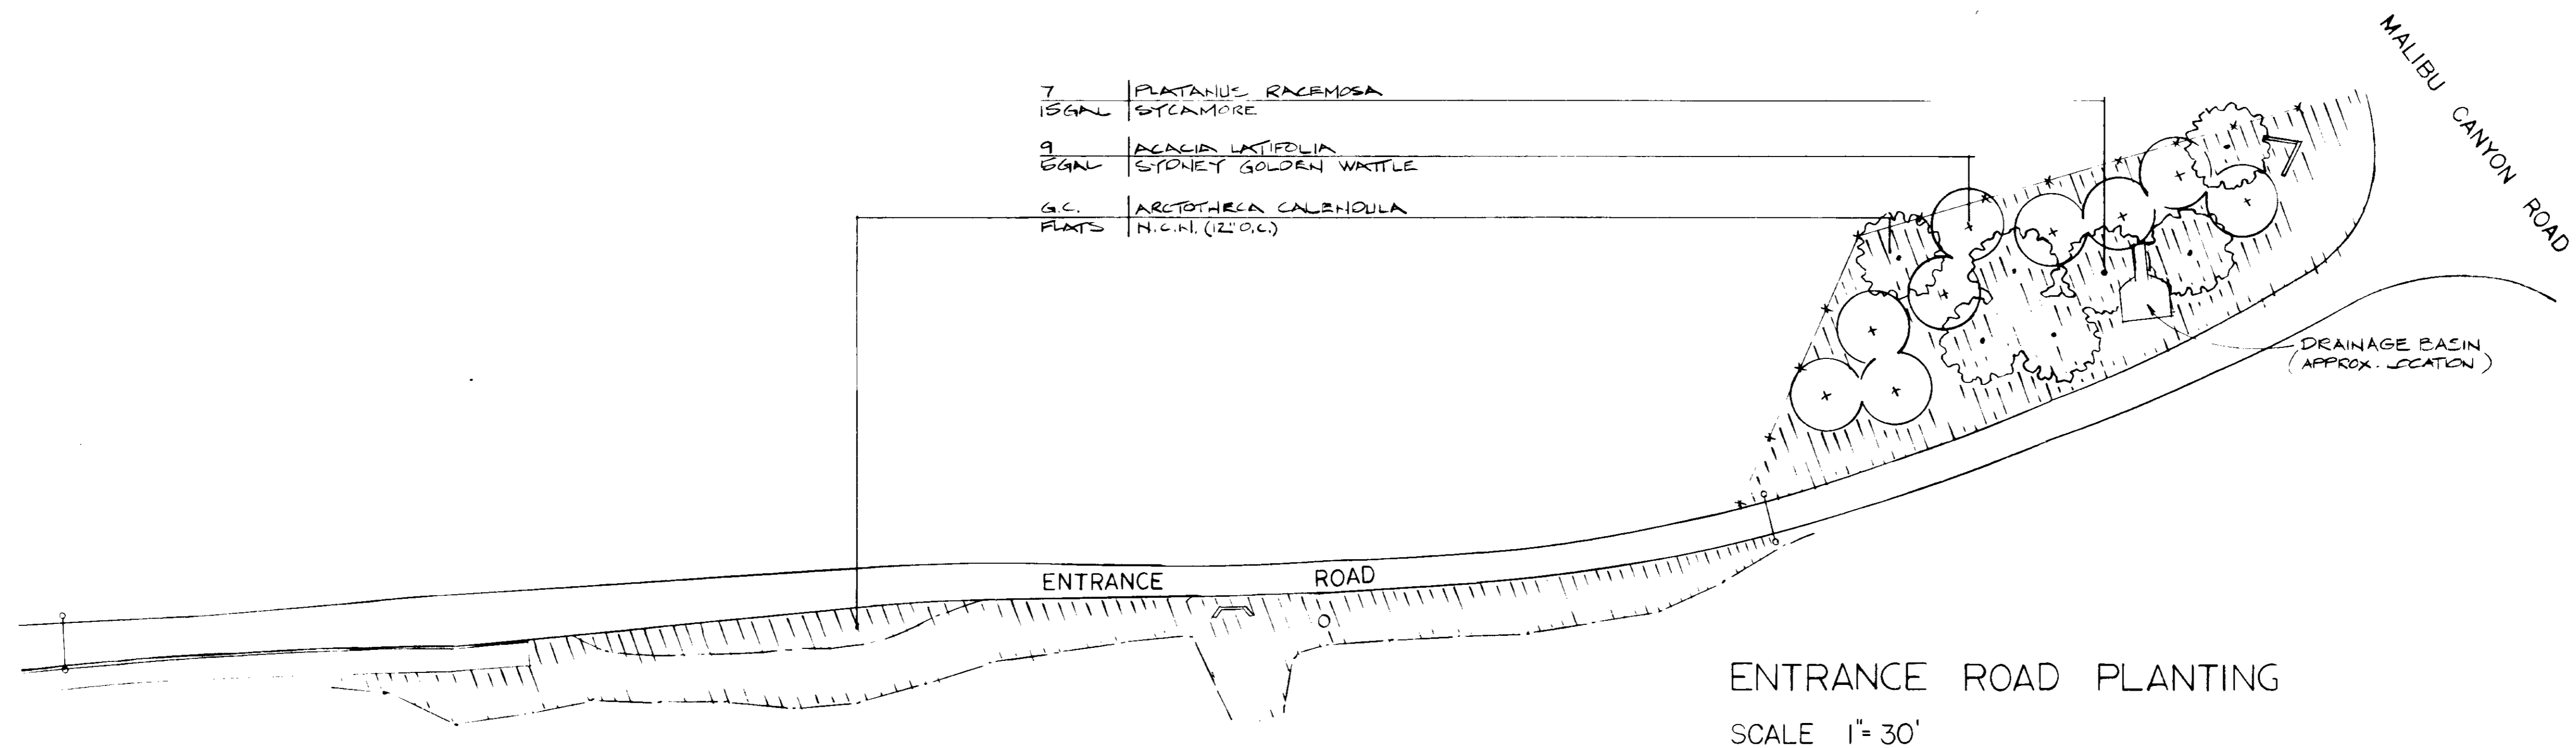 MALIBU CANYON ROAD
7 PLATANUS RACEMOSA
15GAL SYCAMORE
9 ACACIA LATIFOLIA
5GAL SYDNEY GOLDEN WATTLE
G.C. ARCTOTHECA CALENDULA
FLATS N.C.N. (12" O.C.)
DRAINAGE BASIN
(APPROX. LOCATION)
ENTRANCE ROAD
ENTRANCE ROAD PLANTING
SCALE 1"= 30'